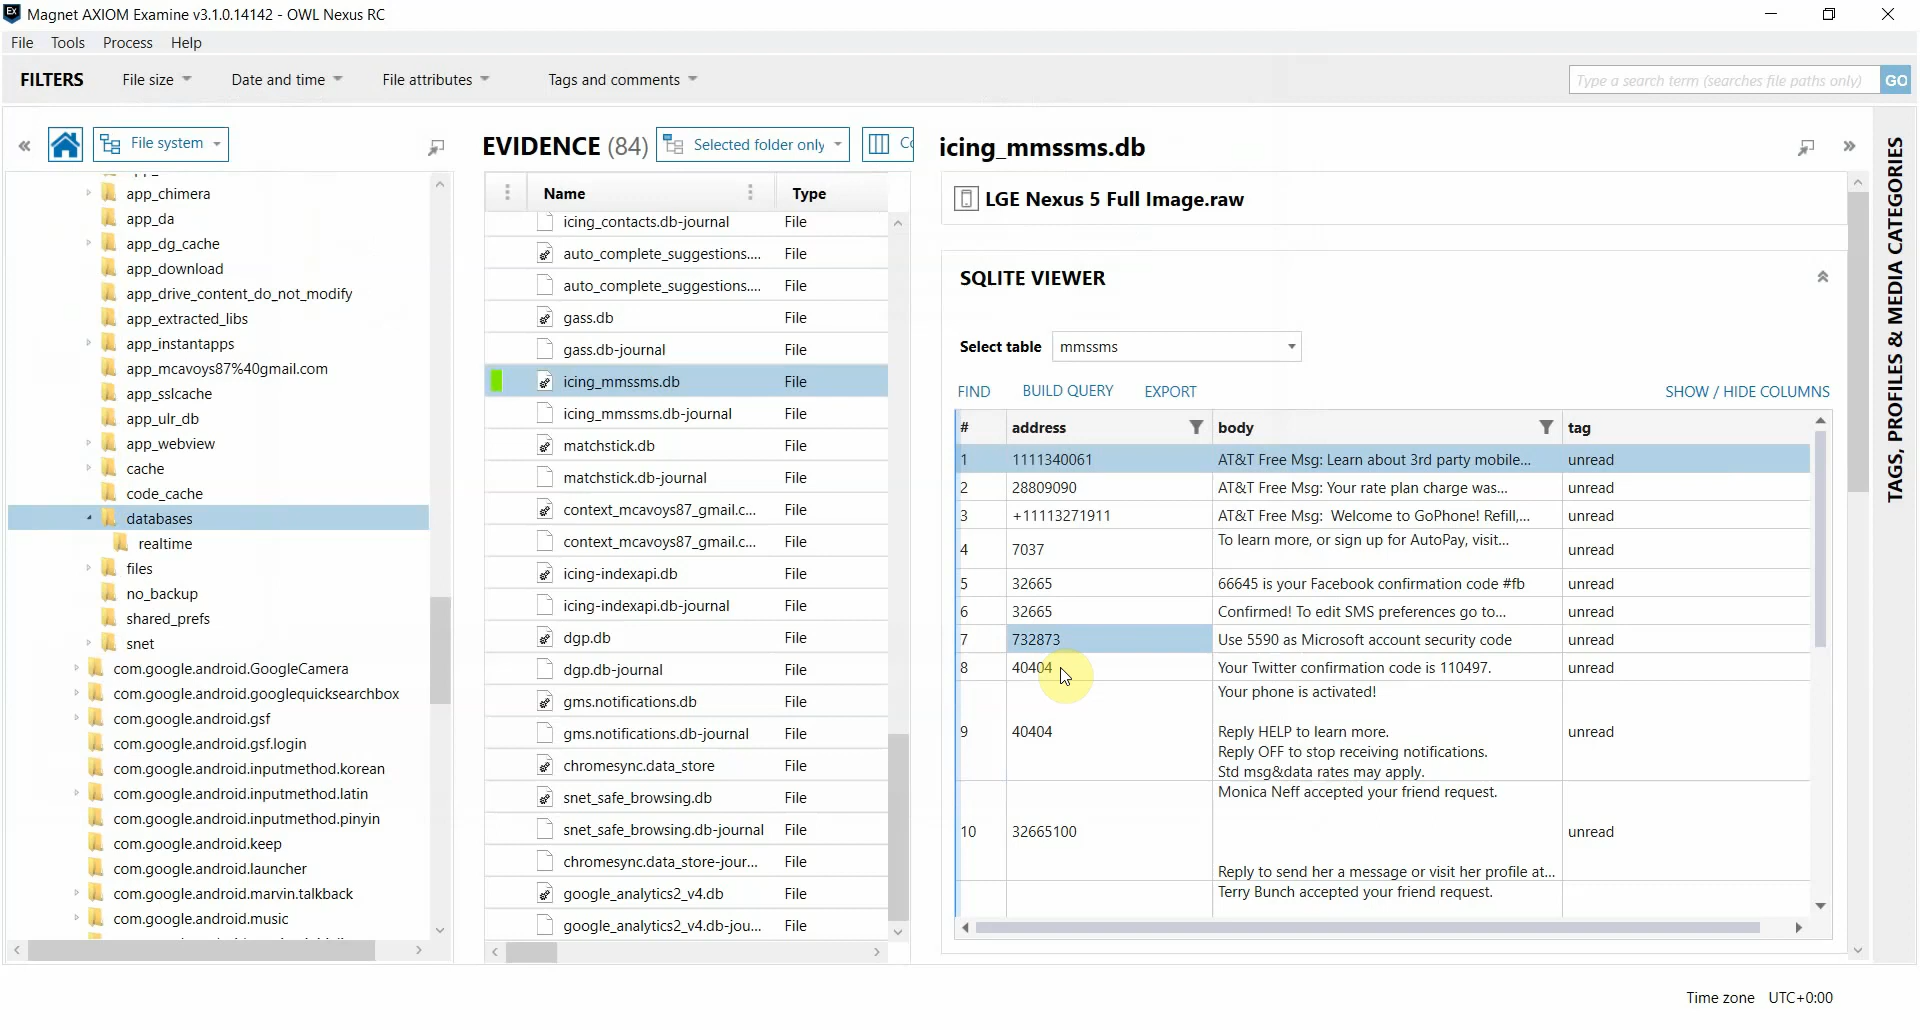 Magnet AXIOM Examine v3.1.0.14142 - OWL Nexus RC
File Tools Process Help
FILTERS File size Date and time File attributes Tags and comments Type a search term (searches file paths only) GO
File system
app_chimera
app_da
app_dg_cache
app_download
app_drive_content_do_not_modify
app_extracted_libs
app_instantapps
app_mcavoys87%40gmail.com
app_sslcache
app_ulr_db
app_webview
cache
code_cache
databases
realtime
files
no_backup
shared_prefs
snet
com.google.android.GoogleCamera
com.google.android.googlequicksearchbox
com.google.android.gsf
com.google.android.gsf.login
com.google.android.inputmethod.korean
com.google.android.inputmethod.latin
com.google.android.inputmethod.pinyin
com.google.android.keep
com.google.android.launcher
com.google.android.marvin.talkback
com.google.android.music
EVIDENCE (84) Selected folder only
Name Type
icing_contacts.db-journal File
auto_complete_suggestions.... File
auto_complete_suggestions.... File
gass.db File
gass.db-journal File
icing_mmssms.db File
icing_mmssms.db-journal File
matchstick.db File
matchstick.db-journal File
context_mcavoys87_gmail.c... File
context_mcavoys87_gmail.c... File
icing-indexapi.db File
icing-indexapi.db-journal File
dgp.db File
dgp.db-journal File
gms.notifications.db File
gms.notifications.db-journal File
chromesync.data_store File
snet_safe_browsing.db File
snet_safe_browsing.db-journal File
chromesync.data_store-jour... File
google_analytics2_v4.db File
google_analytics2_v4.db-jou... File
icing_mmssms.db
LGE Nexus 5 Full Image.raw
SQLITE VIEWER
Select table mmssms
FIND BUILD QUERY EXPORT SHOW / HIDE COLUMNS
# address body tag
1 1111340061 AT&T Free Msg: Learn about 3rd party mobile... unread
2 28809090 AT&T Free Msg: Your rate plan charge was... unread
3 +11113271911 AT&T Free Msg: Welcome to GoPhone! Refill,... unread
4 7037 To learn more, or sign up for AutoPay, visit... unread
5 32665 66645 is your Facebook confirmation code #fb unread
6 32665 Confirmed! To edit SMS preferences go to... unread
7 732873 Use 5590 as Microsoft account security code unread
8 40404 Your Twitter confirmation code is 110497. unread
Your phone is activated!
9 40404 Reply HELP to learn more. unread
Reply OFF to stop receiving notifications.
Std msg&data rates may apply.
Monica Neff accepted your friend request.
10 32665100 unread
Reply to send her a message or visit her profile at...
Terry Bunch accepted your friend request.
TAGS, PROFILES & MEDIA CATEGORIES
Time zone UTC+0:00